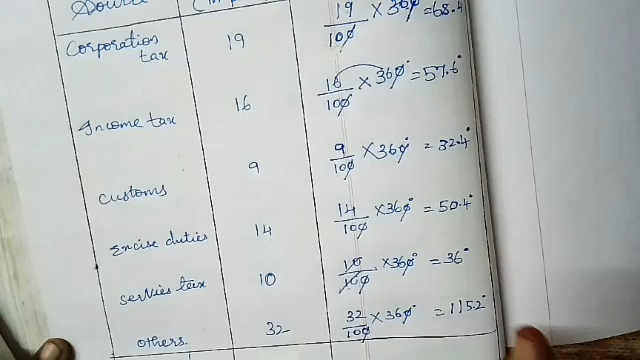 Source
19/100 × 360° = 68.4
Corporation tax 19
Income tax 16 16/100 × 360° = 57.6°
customs 9 9/100 × 360° = 32.4°
Excise duties 14 14/100 × 360° = 50.4°
servies tax 10 10/100 × 360° = 36°
others. 32 32/100 × 360° = 115.2°